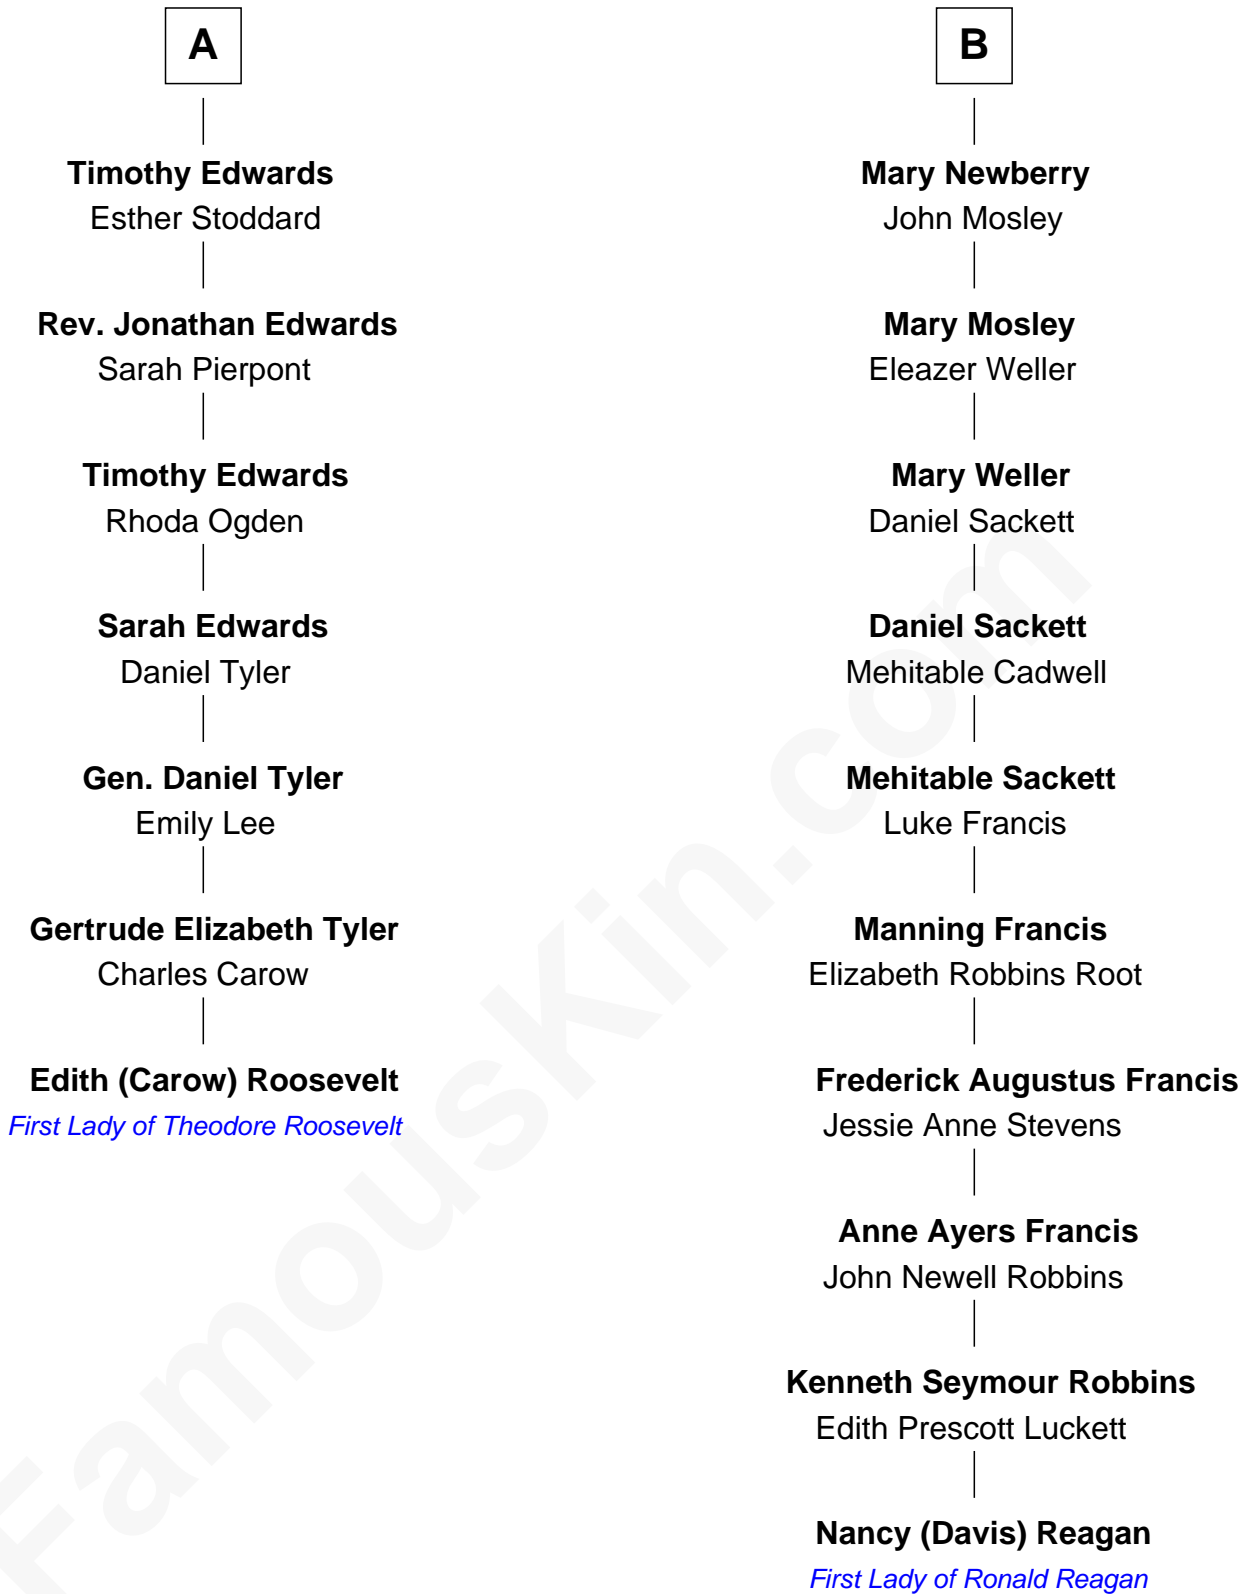 A
Timothy Edwards
Esther Stoddard
Rev. Jonathan Edwards
Sarah Pierpont
Timothy Edwards
Rhoda Ogden
Sarah Edwards
Daniel Tyler
Gen. Daniel Tyler
Emily Lee
Gertrude Elizabeth Tyler
Charles Carow
Edith (Carow) Roosevelt
First Lady of Theodore Roosevelt
B
Mary Newberry
John Mosley
Mary Mosley
Eleazer Weller
Mary Weller
Daniel Sackett
Daniel Sackett
Mehitable Cadwell
Mehitable Sackett
Luke Francis
Manning Francis
Elizabeth Robbins Root
Frederick Augustus Francis
Jessie Anne Stevens
Anne Ayers Francis
John Newell Robbins
Kenneth Seymour Robbins
Edith Prescott Luckett
Nancy (Davis) Reagan
First Lady of Ronald Reagan
FamousKin.com